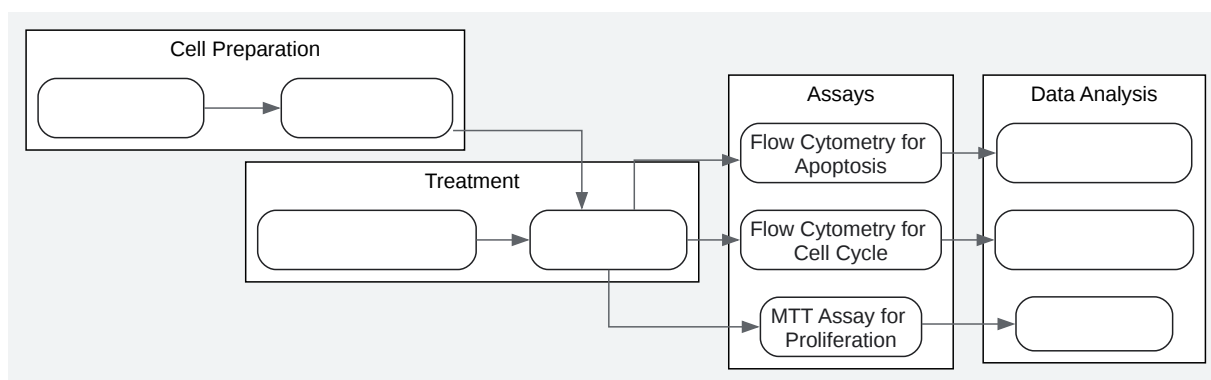 Cell Preparation
Treatment
Assays
Flow Cytometry for
Apoptosis
Flow Cytometry for
Cell Cycle
MTT Assay for
Proliferation
Data Analysis